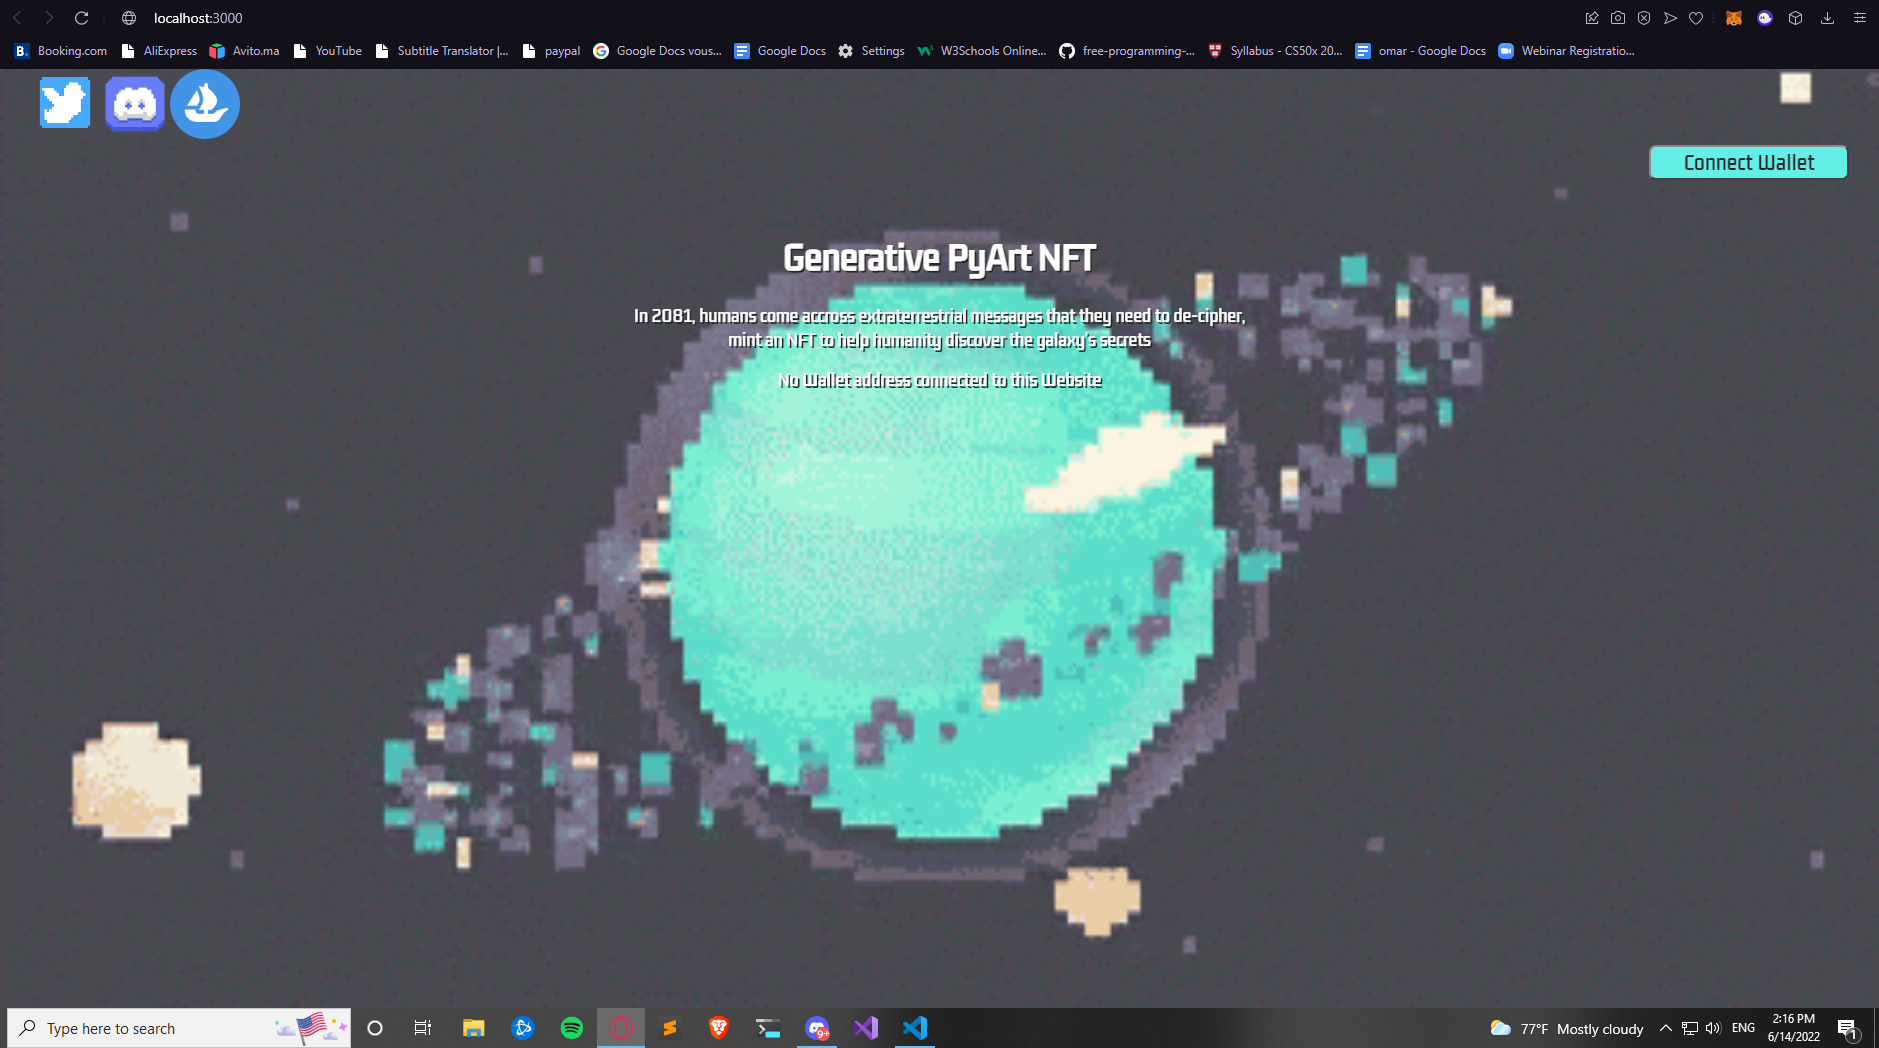 localhost:3000
Booking.com AliExpress Avito.ma YouTube Subtitle Translator |... paypal Google Docs vous... Google Docs Settings W3Schools Online... free-programming-... Syllabus - CS50x 20... omar - Google Docs Webinar Registratio...
Connect Wallet
Generative PyArt NFT
In 2081, humans come accross extraterrestrial messages that they need to de-cipher,
mint an NFT to help humanity discover the galaxy's secrets
No Wallet address connected to this Website
Type here to search
9+
77°F Mostly cloudy
ENG
2:16 PM
6/14/2022
1